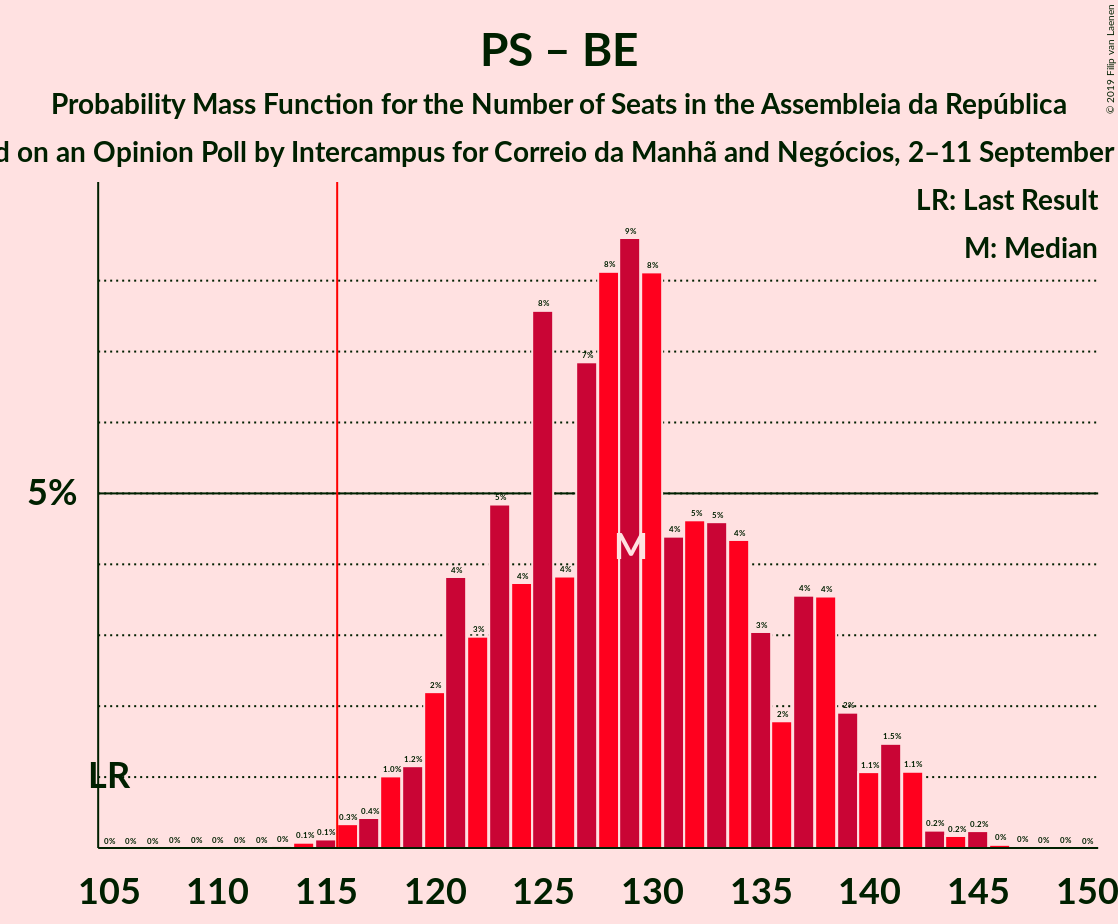 PS – BE
Probability Mass Function for the Number of Seats in the Assembleia da República
d on an Opinion Poll by Intercampus for Correio da Manhã and Negócios, 2–11 September
© 2019 Filip van Laenen
LR: Last Result
M: Median
9%
8% 8%
8%
7%
5%
5%
5% 5%
4% 4%
4% 4% 4%
M
4% 4%
3% 3%
2% 2% 2%
1.5%
LR
1.0% 1.2% 1.1% 1.1%
0% 0% 0% 0% 0% 0% 0% 0% 0% 0.1% 0.1% 0.3% 0.4% 0.2% 0.2% 0.2% 0% 0% 0% 0% 0%
105 110 115 120 125 130 135 140 145 150